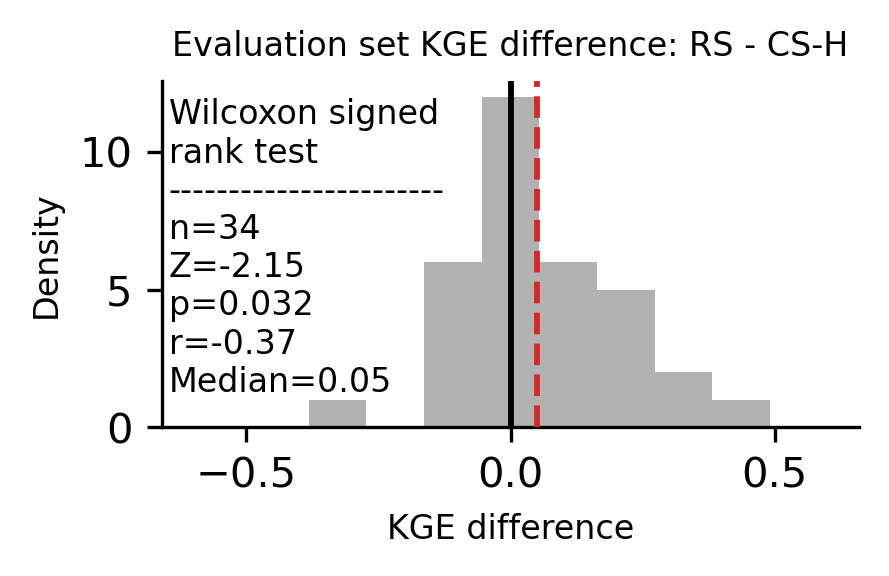 Evaluation set KGE difference: RS - CS-H
Wilcoxon signed
rank test
-----------------------
n=34
Z=-2.15
p=0.032
r=-0.37
Median=0.05
Density
10
5
0
−0.5
0.0
0.5
KGE difference